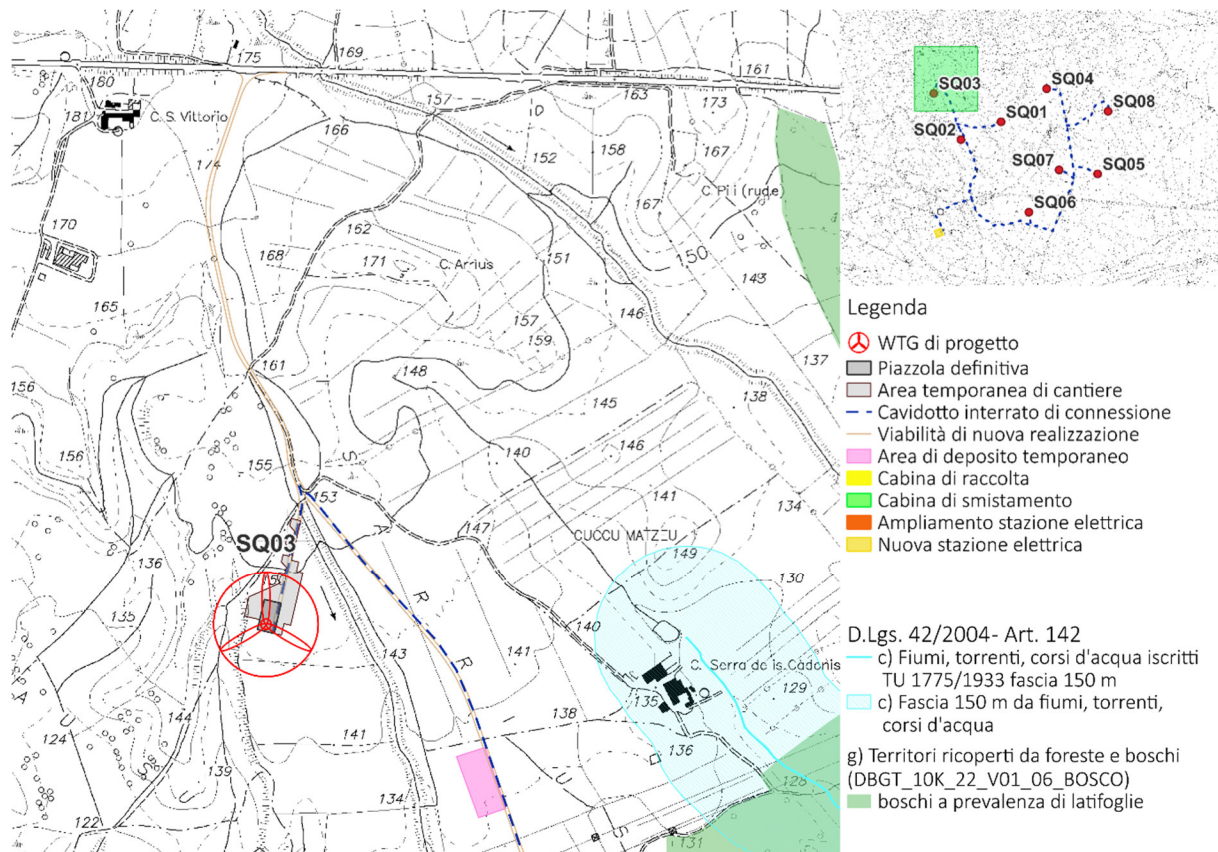 175
169
161
180
163
157
173
181
C. S. Vittorio
166
152
158
167
174
C. Pili (rude.)
167
170
162
168
150
171
C. Arrius
151
143
165
157
146
159
137
161
148
138
156
145
146
156
140
155
141
134
153
147
CUCCU MATZEU
SQ03
149
136
130
135
140
143
141
C. Serra de is Cadonis
129
135
144
138
124
141
136
139
128
134
122
131
SQ03
SQ04
SQ08
SQ01
SQ02
SQ07
SQ05
SQ06
Legenda
WTG di progetto
Piazzola definitiva
Area temporanea di cantiere
Cavidotto interrato di connessione
Viabilità di nuova realizzazione
Area di deposito temporaneo
Cabina di raccolta
Cabina di smistamento
Ampliamento stazione elettrica
Nuova stazione elettrica
D.Lgs. 42/2004- Art. 142
c) Fiumi, torrenti, corsi d'acqua iscritti
TU 1775/1933 fascia 150 m
c) Fascia 150 m da fiumi, torrenti,
corsi d'acqua
g) Territori ricoperti da foreste e boschi
(DBGT_10K_22_V01_06_BOSCO)
boschi a prevalenza di latifoglie